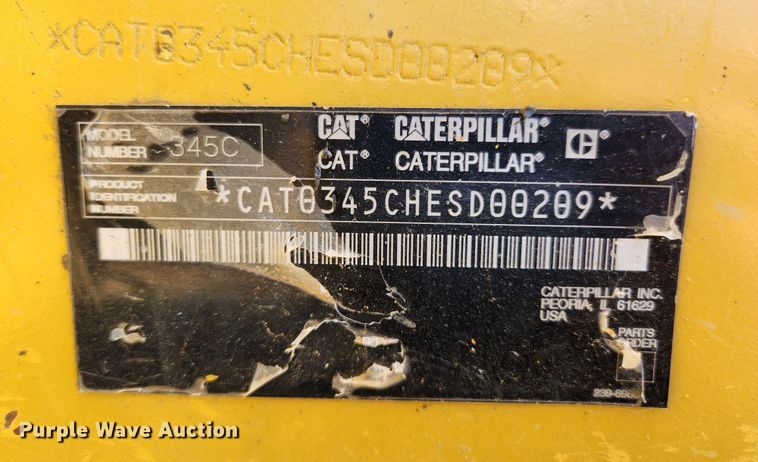 *CAT0345CHESD00209*
MODEL NUMBER 345C
CAT® CATERPILLAR® C
CAT® CATERPILLAR®
PRODUCT IDENTIFICATION NUMBER
*CAT0345CHESD00209*
CATERPILLAR INC.
PEORIA, IL 61629
USA
PARTS
ORDER
Purple Wave Auction